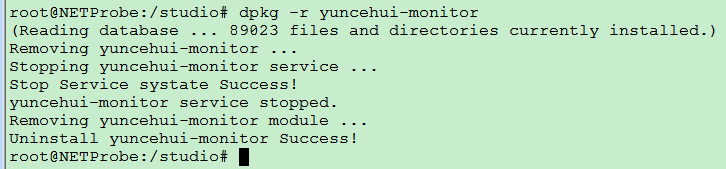 root@NETProbe:/studio# dpkg -r yuncehui-monitor
(Reading database ... 89023 files and directories currently installed.)
Removing yuncehui-monitor ...
Stopping yuncehui-monitor service ...
Stop Service systate Success!
yuncehui-monitor service stopped.
Removing yuncehui-monitor module ...
Uninstall yuncehui-monitor Success!
root@NETProbe:/studio#